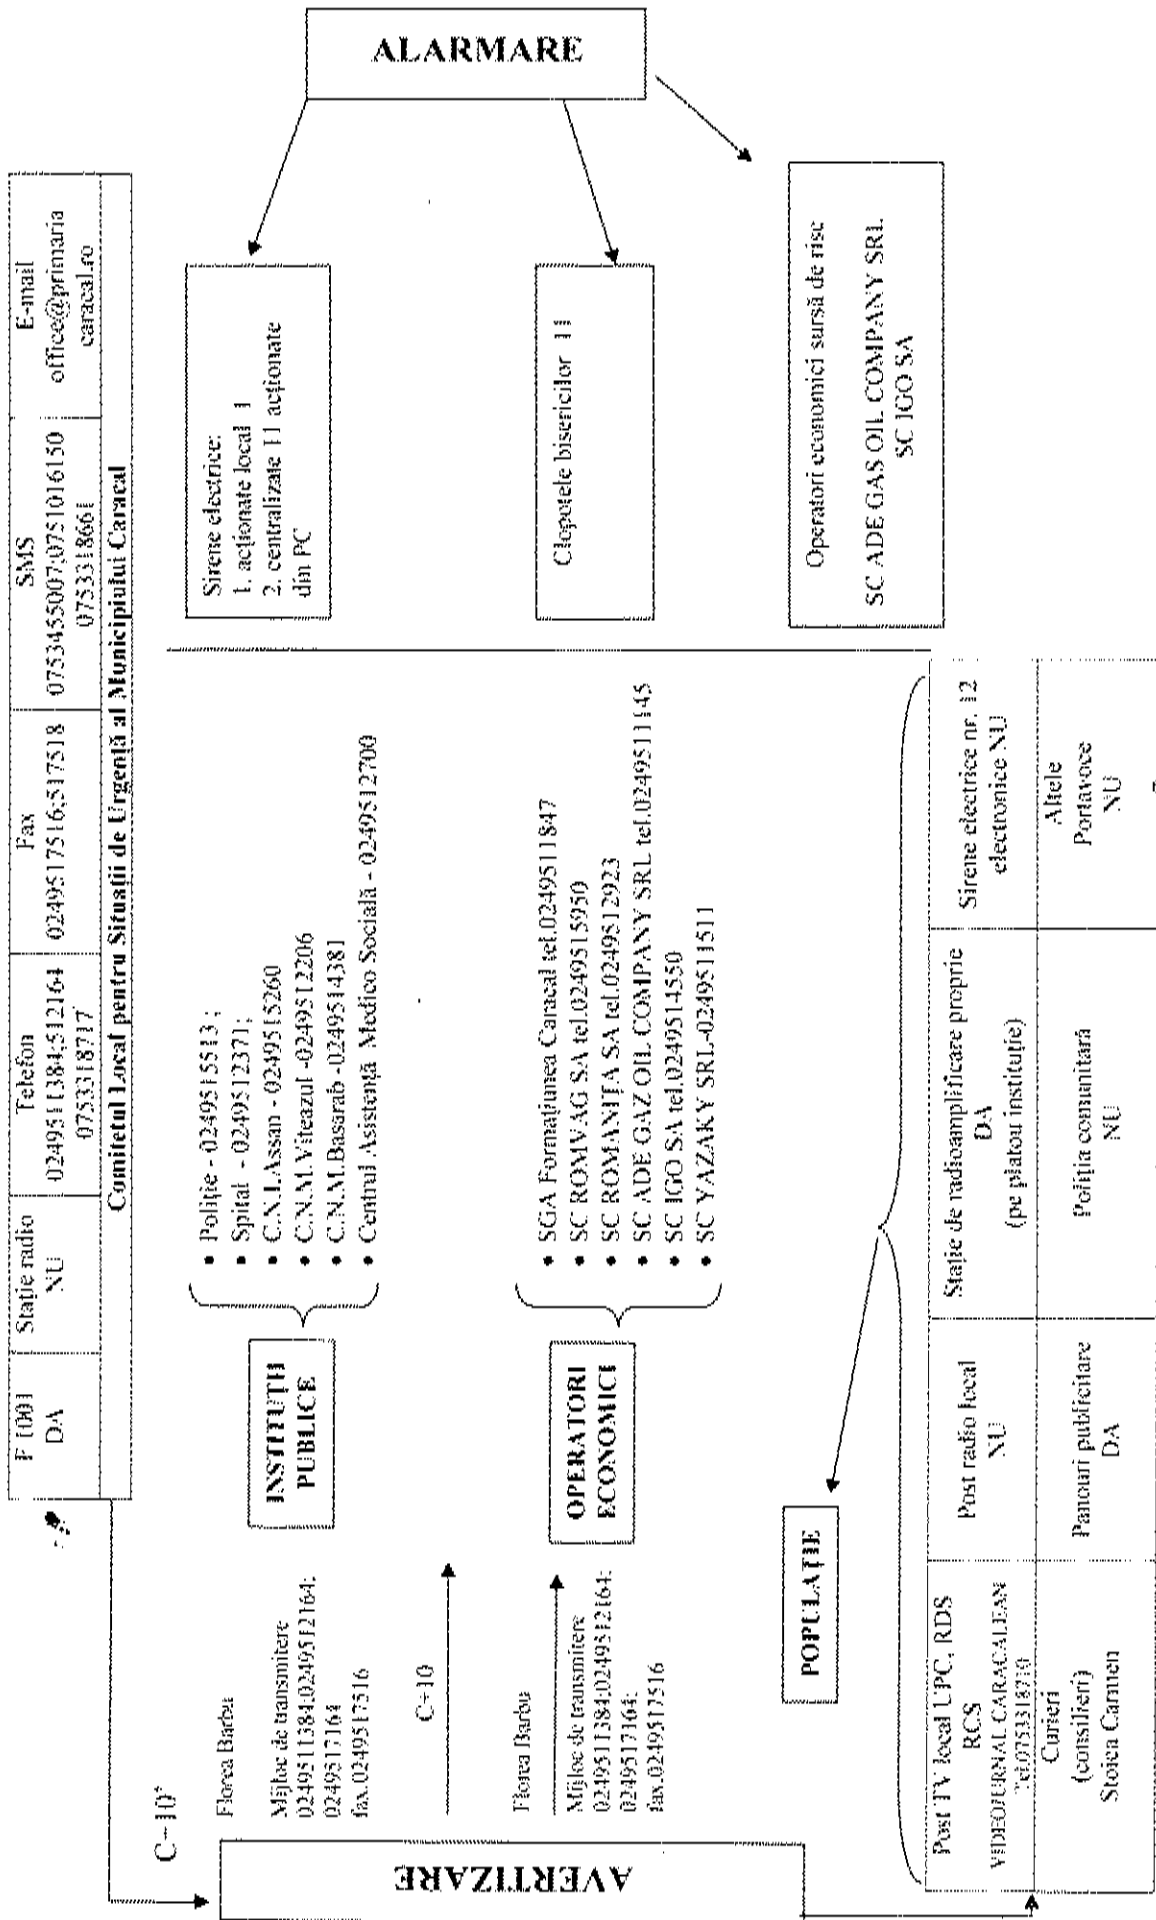 F 1001 Stație radio Telefon Fax SMS E-mail
DA NU 0249511384;512164 0249517516;517518 0753455007;0751016150 office@primaria
0753318717 0753318661 caracal.ro
Comitetul Local pentru Situații de Urgență al Municipiului Caracal
C+10'
AVERTIZARE
Florea Barbu
Mijloc de transmitere
0249511384;0249512164;
0249517164
fax.0249517516
C+10
Florea Barbu
Mijloc de transmitere
0249511384;0249512164;
0249517164;
fax.0249517516
INSTITUȚII
PUBLICE
• Poliție - 0249515513 ;
• Spital - 0249512371;
• C.N.I.Assan - 0249515260
• C.N.M.Viteazul -0249512206
• C.N.M.Basarab -0249514381
• Centrul Asistență Medico Socială - 0249512700
OPERATORI
ECONOMICI
• SGA Formațiunea Caracal tel.0249511847
• SC ROMVAG SA tel.0249515950
• SC ROMANIȚA SA tel.0249512923
• SC ADE GAZ OIL COMPANY SRL tel.0249511145
• SC IGO SA tel.0249514550
• SC YAZAKY SRL-0249511511
POPULAȚIE
ALARMARE
Sirene electrice:
1. acționate local 1
2. centralizate 11 acționate
din PC
Clopotele bisericilor 11
Operatori economici sursă de risc
SC ADE GAS OIL COMPANY SRL
SC IGO SA
Post TV local UPC, RDS
RCS
VIDEOJURNAL CARACALEAN
Tel.0753318710
Post radio local
NU
Stație de radioamplificare proprie
DA
(pe platou instituție)
Sirene electrice nr. 12
electronice NU
Curieri
(consilieri)
Stoica Carmen
Panouri publicitare
DA
Poliția comunitară
NU
Altele
Portavoce
NU